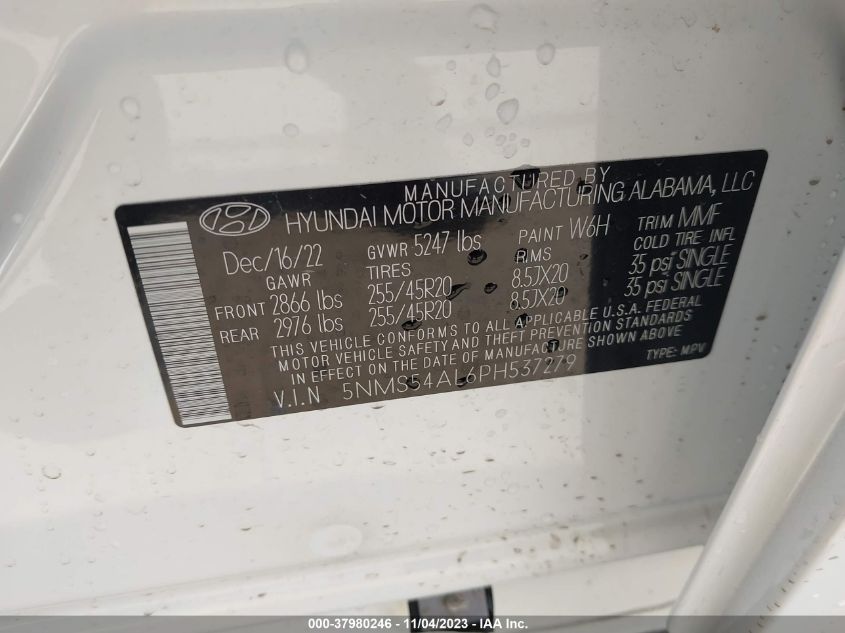 MANUFACTURED BY
HYUNDAI MOTOR MANUFACTURING ALABAMA, LLC
Dec/16/22 GVWR 5247 lbs PAINT W6H TRIM MMF
GAWR TIRES RIMS COLD TIRE INFL
FRONT 2866 lbs 255/45R20 8.5JX20 35 psi SINGLE
REAR 2976 lbs 255/45R20 8.5JX20 35 psi SINGLE
THIS VEHICLE CONFORMS TO ALL APPLICABLE U.S.A. FEDERAL
MOTOR VEHICLE SAFETY AND THEFT PREVENTION STANDARDS
IN EFFECT ON THE DATE OF MANUFACTURE SHOWN ABOVE
V.I.N 5NMS54AL6PH537279 TYPE: MPV
000-37980246 - 11/04/2023 - IAA Inc.